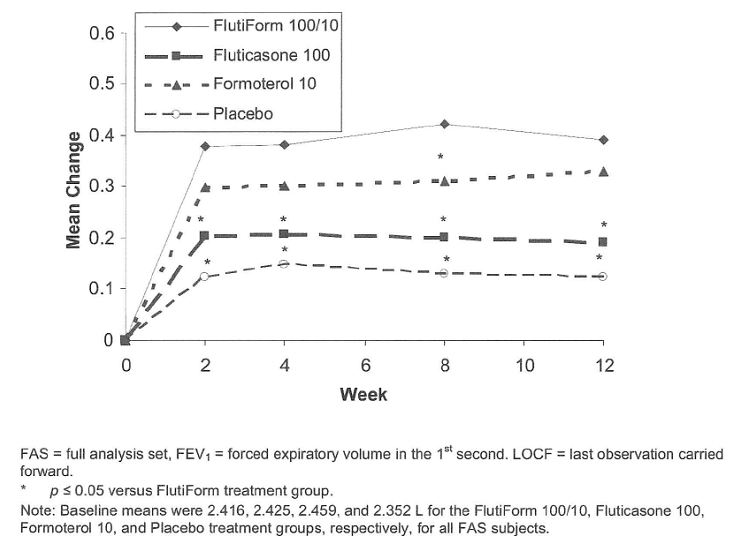 FlutiForm 100/10
Fluticasone 100
Formoterol 10
Placebo
0.6
0.5
0.4
0.3
0.2
0.1
0
Mean Change
*
*
*
*
*
*
*
*
*
0
2
4
6
8
10
12
Week
FAS = full analysis set, FEV₁ = forced expiratory volume in the 1st second. LOCF = last observation carried
forward.
* p ≤ 0.05 versus FlutiForm treatment group.
Note: Baseline means were 2.416, 2.425, 2.459, and 2.352 L for the FlutiForm 100/10, Fluticasone 100,
Formoterol 10, and Placebo treatment groups, respectively, for all FAS subjects.